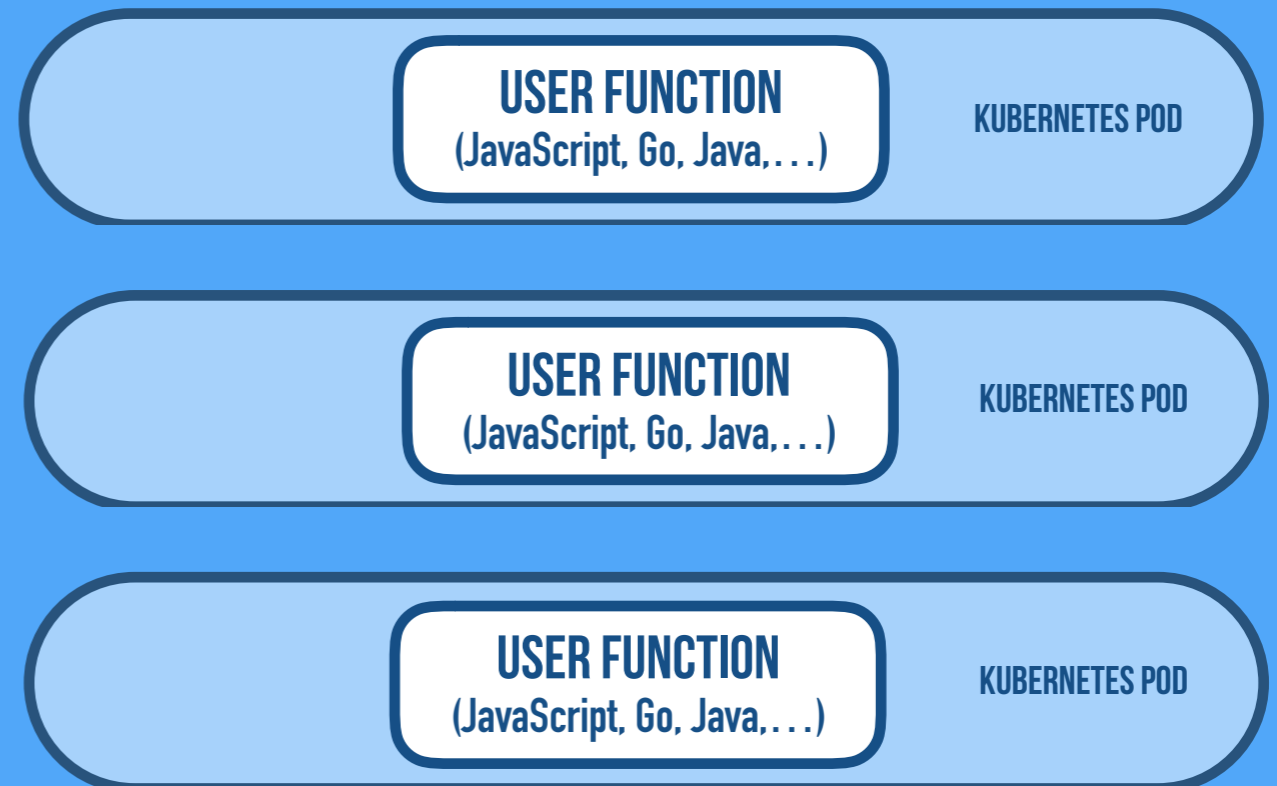 USER FUNCTION
(JavaScript, Go, Java,...)
KUBERNETES POD
USER FUNCTION
(JavaScript, Go, Java,...)
KUBERNETES POD
USER FUNCTION
(JavaScript, Go, Java,...)
KUBERNETES POD